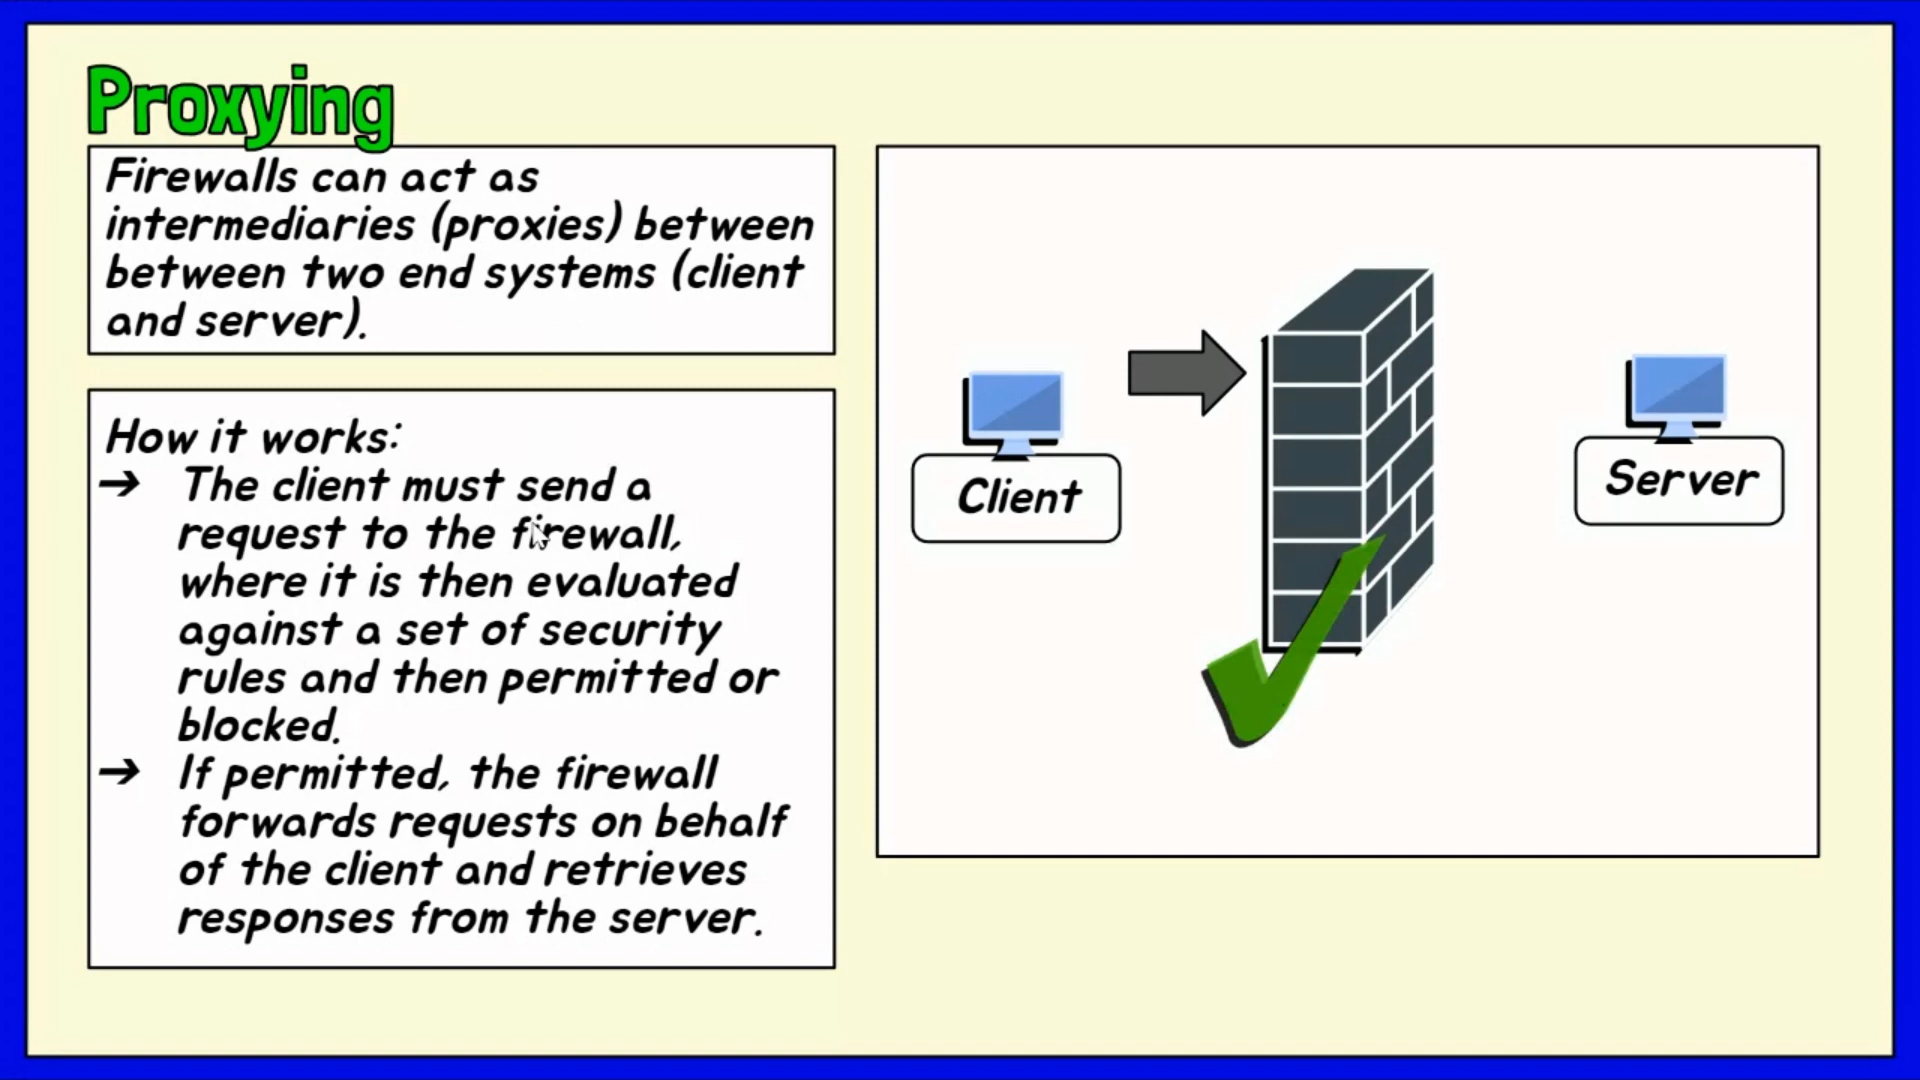 Proxying
Firewalls can act as
intermediaries (proxies) between
between two end systems (client
and server).
How it works:
➔ The client must send a
request to the firewall,
where it is then evaluated
against a set of security
rules and then permitted or
blocked.
➔ If permitted, the firewall
forwards requests on behalf
of the client and retrieves
responses from the server.
Client
Server